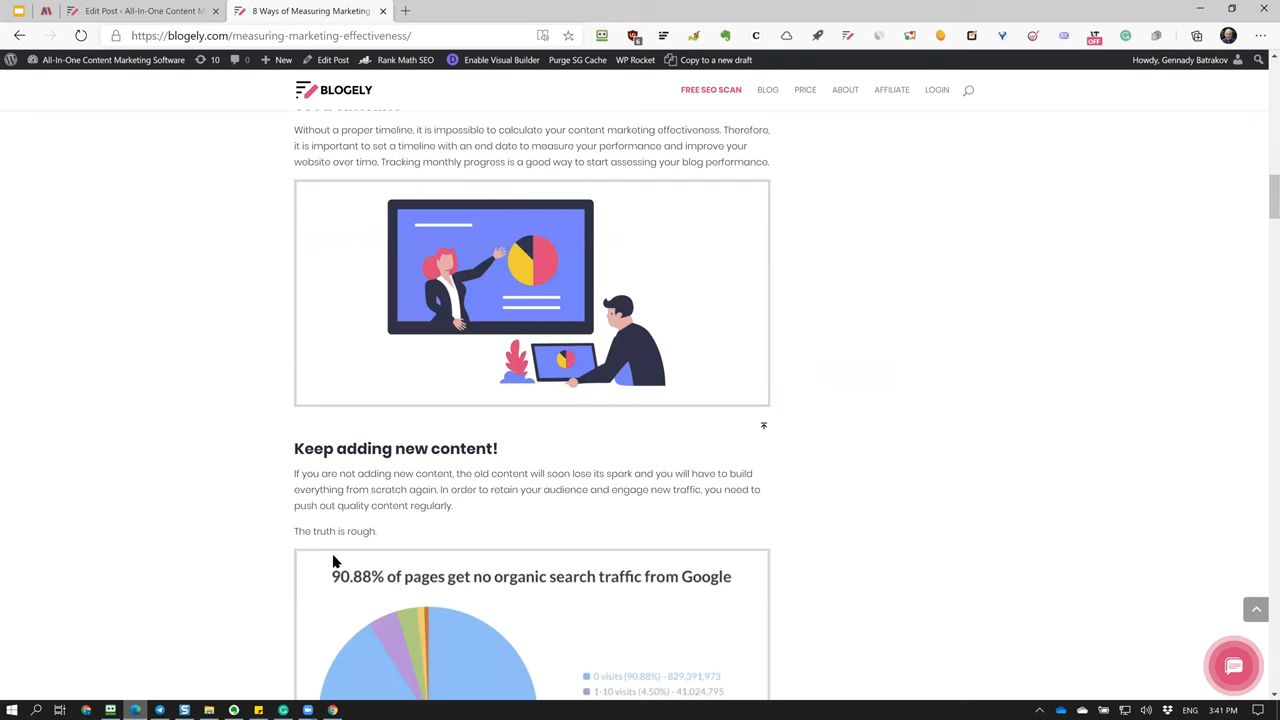 Edit Post ‹ All-In-One Content M
8 Ways of Measuring Marketing
https://blogely.com/measuring-marketing-effectiveness/
6
LT
OFF
All-In-One Content Marketing Software
10
0
New
Edit Post
Rank Math SEO
Enable Visual Builder
Purge SG Cache
WP Rocket
Copy to a new draft
Howdy, Gennady Batrakov
BLOGELY
FREE SEO SCAN
BLOG
PRICE
ABOUT
AFFILIATE
LOGIN
Without a proper timeline, it is impossible to calculate your content marketing effectiveness. Therefore,
it is important to set a timeline with an end date to measure your performance and improve your
website over time. Tracking monthly progress is a good way to start assessing your blog performance.
Keep adding new content!
If you are not adding new content, the old content will soon lose its spark and you will have to build
everything from scratch again. In order to retain your audience and engage new traffic, you need to
push out quality content regularly.
The truth is rough.
90.88% of pages get no organic search traffic from Google
0 visits (90.88%) - 829,391,973
1-10 visits (4.50%) - 41,024,795
ENG
3:41 PM